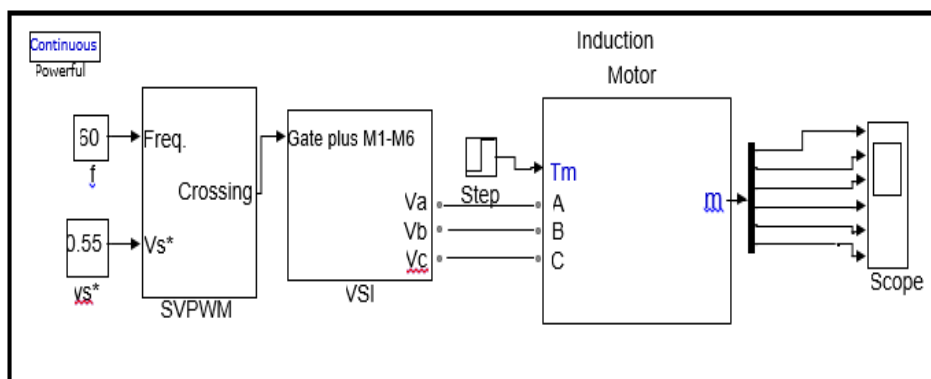 Continuous
Powerful
Induction
Motor
60
f
Freq.
Crossing
Gate plus M1-M6
Step
Tm
m
Va
A
Vb
B
Vc
C
0.55
vs*
Vs*
SVPWM
VSI
Scope